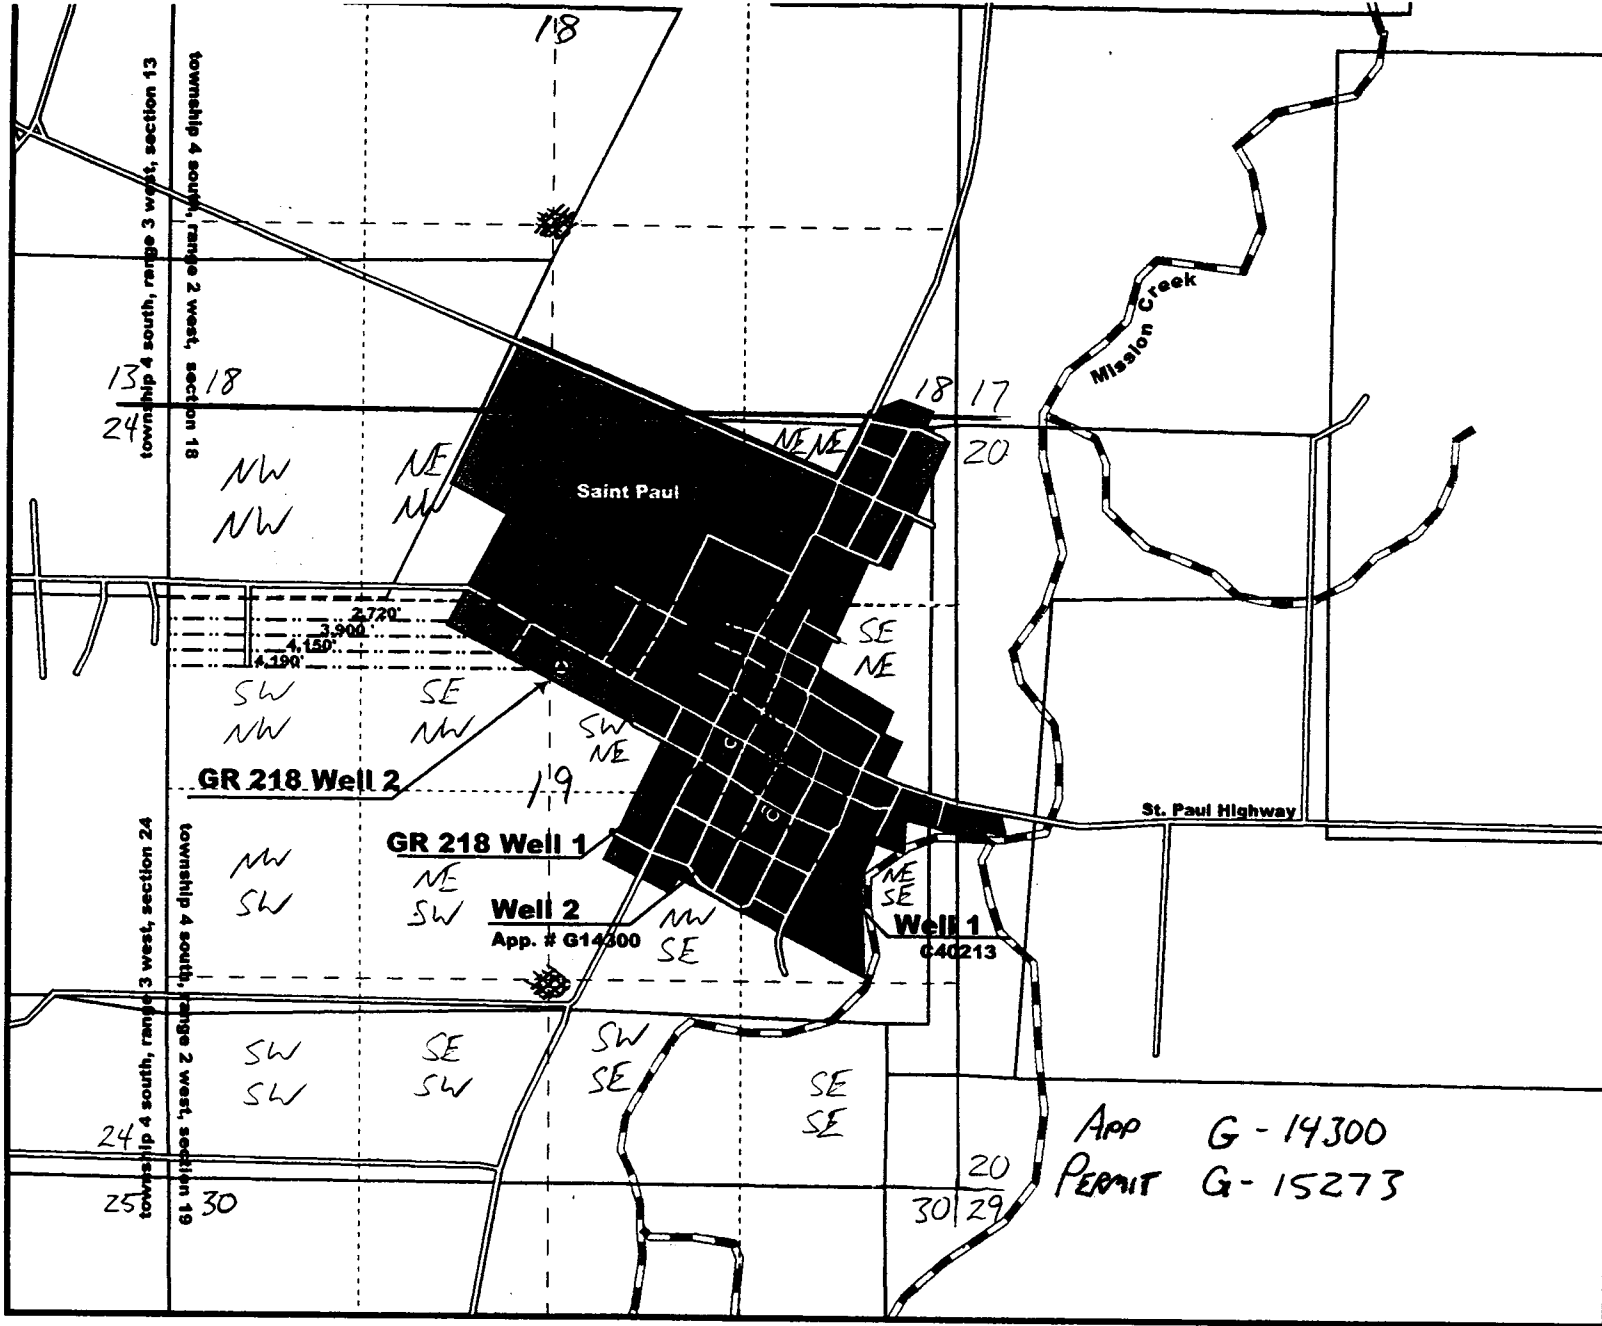 18
township 4 south, range 3 west, section 13
township 4 south, range 2 west, section 18
Mission Creek
13 18
18 17
24
20
NE NE
NW
NW
NE
NW
Saint Paul
2,720'
3,900'
4,150'
4,190'
SE
NE
SW
NW
SE
NW
SW
NE
GR 218 Well 2
19
St. Paul Highway
GR 218 Well 1
township 4 south, range 3 west, section 24
township 4 south, range 2 west, section 19
NW
SW
NE
SW
NE
SE
Well 2
App. # G14300
NW
SE
Well 1
C40213
SW
SW
SE
SW
SW
SE
SE
SE
App G-14300
Permit G-15273
24
20
25 30
30 29